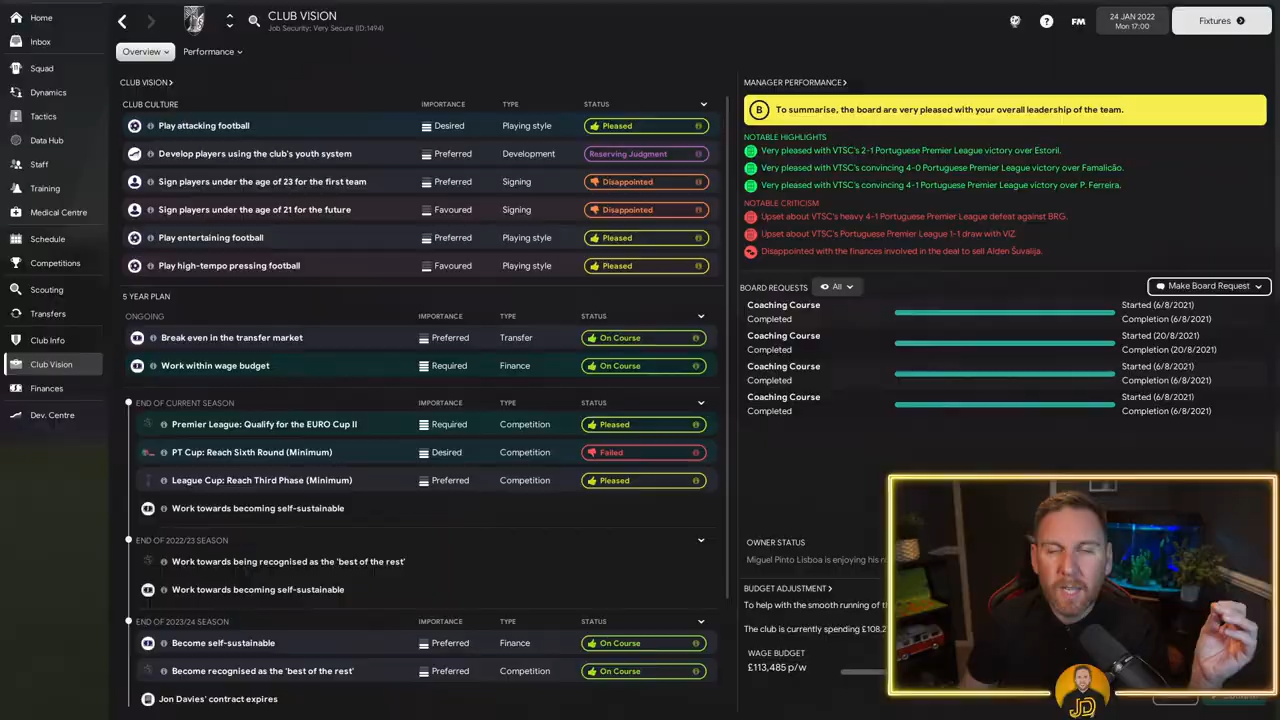 Home
Inbox
Squad
Dynamics
Tactics
Data Hub
Staff
Training
Medical Centre
Schedule
Competitions
Scouting
Transfers
Club Info
Club Vision
Finances
Dev. Centre
CLUB VISION
Job Security: Very Secure (ID:1494)
?
FM
24 JAN 2022
Mon 17:00
Fixtures
Overview
Performance
CLUB VISION
CLUB CULTURE IMPORTANCE TYPE STATUS
Play attacking football Desired Playing style Pleased
Develop players using the club's youth system Preferred Development Reserving Judgment
Sign players under the age of 23 for the first team Preferred Signing Disappointed
Sign players under the age of 21 for the future Favoured Signing Disappointed
Play entertaining football Preferred Playing style Pleased
Play high-tempo pressing football Favoured Playing style Pleased
5 YEAR PLAN
ONGOING IMPORTANCE TYPE STATUS
Break even in the transfer market Preferred Transfer On Course
Work within wage budget Required Finance On Course
END OF CURRENT SEASON IMPORTANCE TYPE STATUS
Premier League: Qualify for the EURO Cup II Required Competition Pleased
PT Cup: Reach Sixth Round (Minimum) Desired Competition Failed
League Cup: Reach Third Phase (Minimum) Preferred Competition Pleased
Work towards becoming self-sustainable
END OF 2022/23 SEASON
Work towards being recognised as the 'best of the rest'
Work towards becoming self-sustainable
END OF 2023/24 SEASON IMPORTANCE TYPE STATUS
Become self-sustainable Preferred Finance On Course
Become recognised as the 'best of the rest' Preferred Competition On Course
Jon Davies' contract expires
MANAGER PERFORMANCE
B To summarise, the board are very pleased with your overall leadership of the team.
NOTABLE HIGHLIGHTS
Very pleased with VTSC's 2-1 Portuguese Premier League victory over Estoril.
Very pleased with VTSC's convincing 4-0 Portuguese Premier League victory over Famalicão.
Very pleased with VTSC's convincing 4-1 Portuguese Premier League victory over P. Ferreira.
NOTABLE CRITICISM
Upset about VTSC's heavy 4-1 Portuguese Premier League defeat against BRG.
Upset about VTSC's Portuguese Premier League 1-1 draw with VIZ.
Disappointed with the finances involved in the deal to sell Alden Šuvalija.
BOARD REQUESTS All Make Board Request
Coaching Course Started (6/8/2021)
Completed Completion (6/8/2021)
Coaching Course Started (20/8/2021)
Completed Completion (20/8/2021)
Coaching Course Started (6/8/2021)
Completed Completion (6/8/2021)
Coaching Course Started (6/8/2021)
Completed Completion (6/8/2021)
OWNER STATUS
Miguel Pinto Lisboa is enjoying his
BUDGET ADJUSTMENT
To help with the smooth running of
The club is currently spending £108,2
WAGE BUDGET
£113,485 p/w
JD